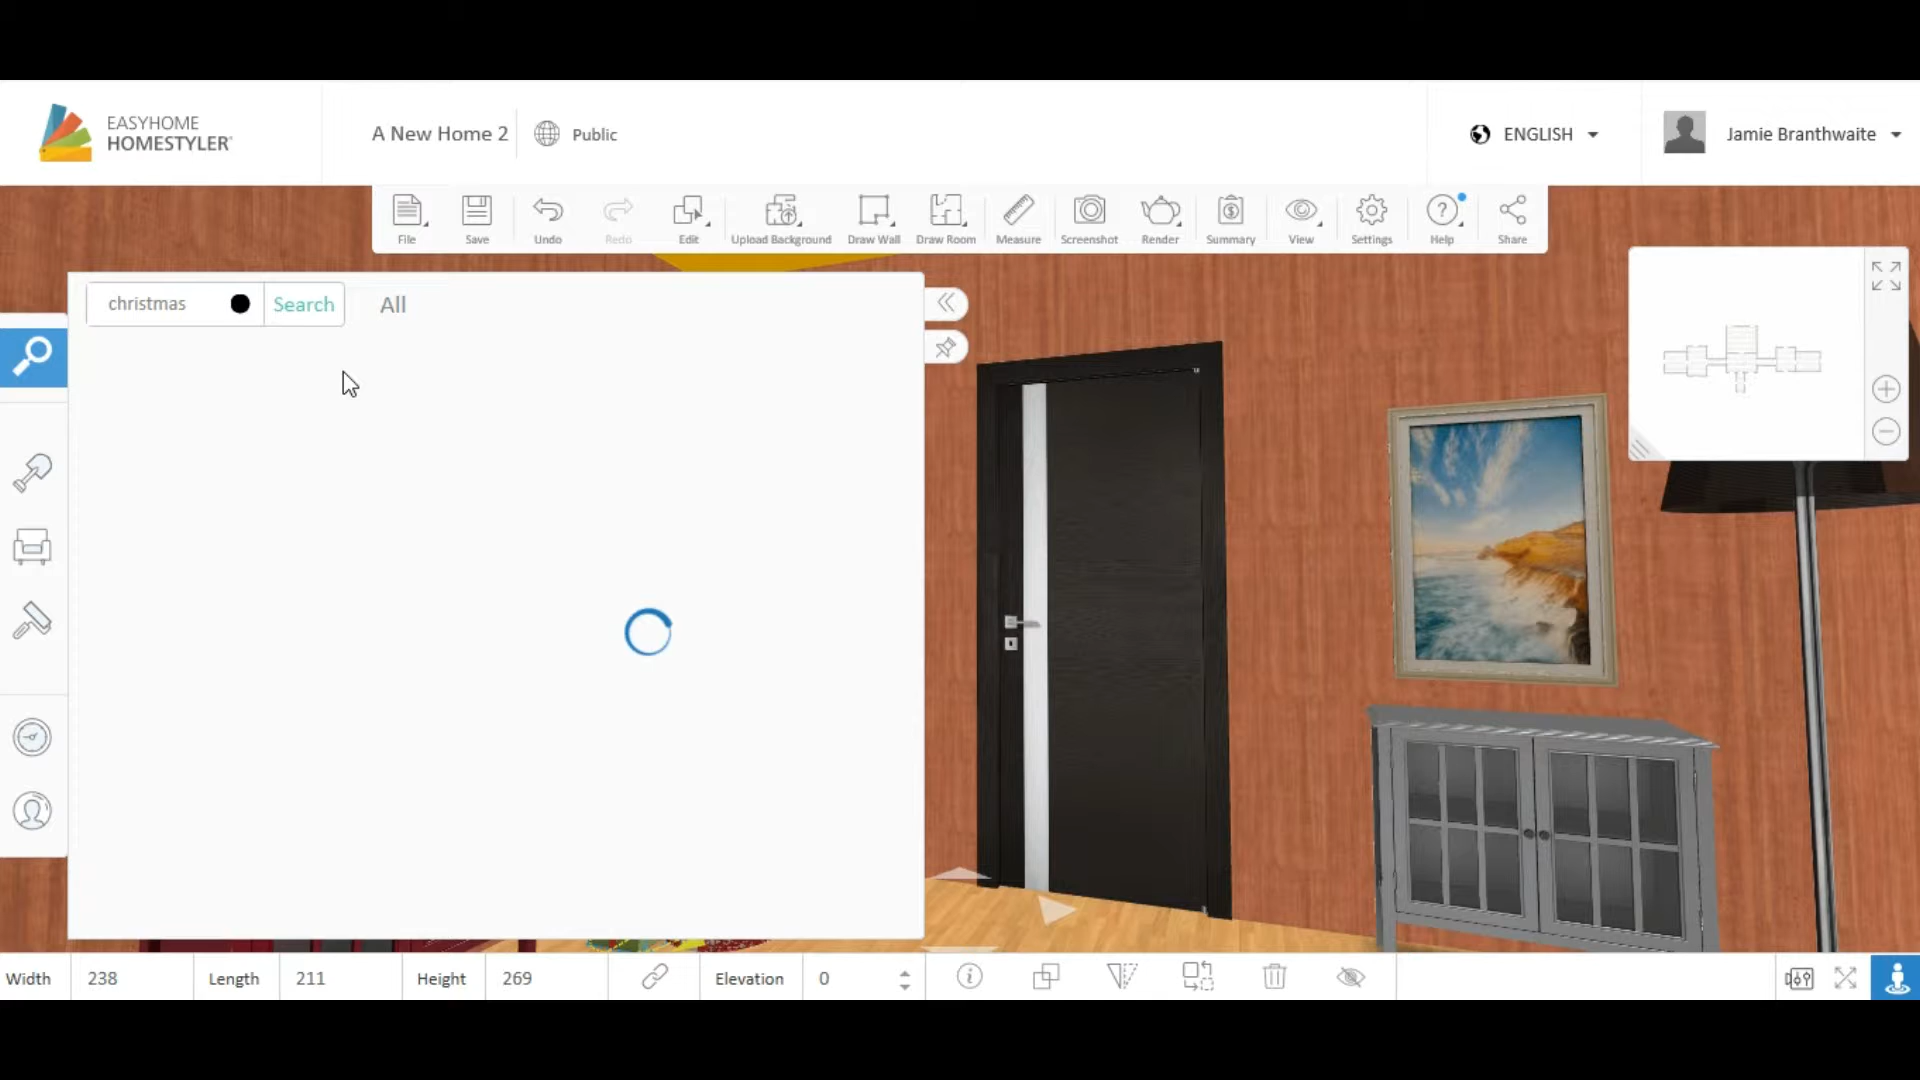 EASYHOME
HOMESTYLER
A New Home 2
Public
ENGLISH
Jamie Branthwaite
File
Save
Undo
Redo
Edit
Upload Background
Draw Wall
Draw Room
Measure
Screenshot
Render
Summary
View
Settings
Help
Share
christmas
Search
All
Width
238
Length
211
Height
269
Elevation
0